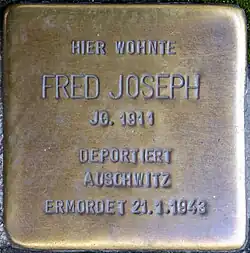 HIER WOHNTE
FRED JOSEPH
JG. 1911
DEPORTIERT
AUSCHWITZ
ERMORDET 21.1.1943